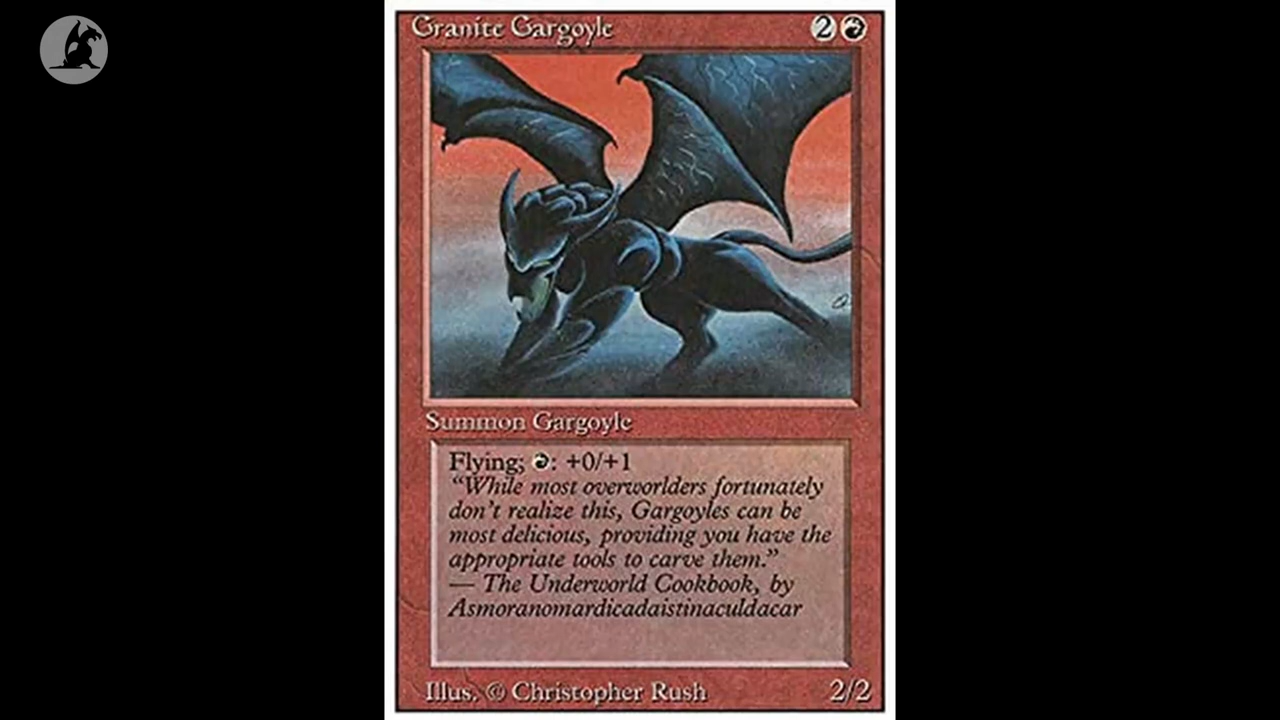 Granite Gargoyle 2
Summon Gargoyle
Flying; : +0/+1
“While most overworlders fortunately
don’t realize this, Gargoyles can be
most delicious, providing you have the
appropriate tools to carve them.”
— The Underworld Cookbook, by
Asmoranomardicadaistinaculdacar
Illus. © Christopher Rush 2/2